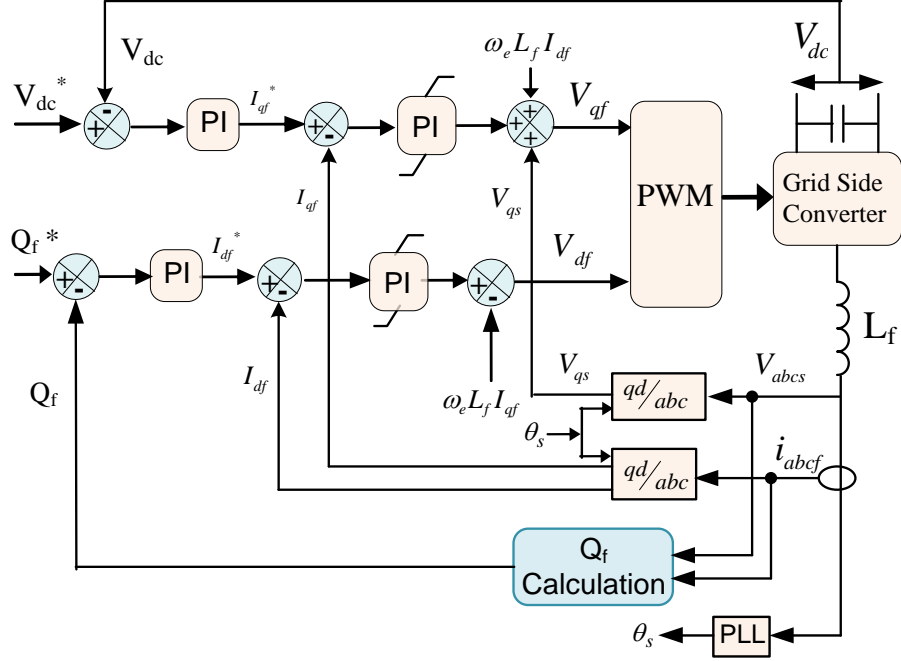 V_dc
V_dc
ω_e L_f I_df
V_dc*
-
+
PI
I_qf*
+
-
PI
+
+
+
V_qf
PWM
Grid Side
Converter
I_qf
V_qs
Q_f *
+
-
PI
I_df*
+
-
PI
+
-
V_df
L_f
Q_f
I_df
ω_e L_f I_qf
V_qs
qd/abc
V_abcs
θ_s
qd/abc
i_abcf
Q_f
Calculation
θ_s
PLL